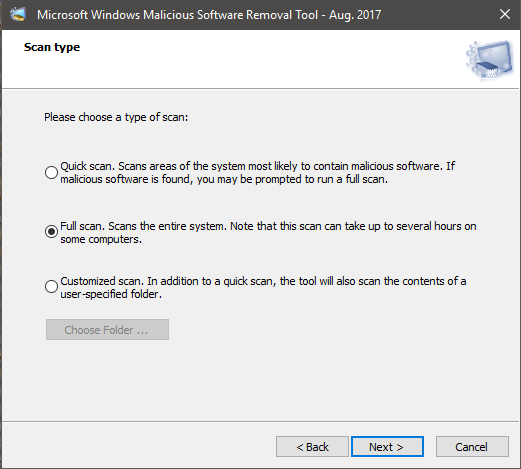 Microsoft Windows Malicious Software Removal Tool - Aug. 2017
Scan type
Please choose a type of scan:
Quick scan. Scans areas of the system most likely to contain malicious software. If
malicious software is found, you may be prompted to run a full scan.
Full scan. Scans the entire system. Note that this scan can take up to several hours on
some computers.
Customized scan. In addition to a quick scan, the tool will also scan the contents of a
user-specified folder.
Choose Folder ...
< Back Next > Cancel